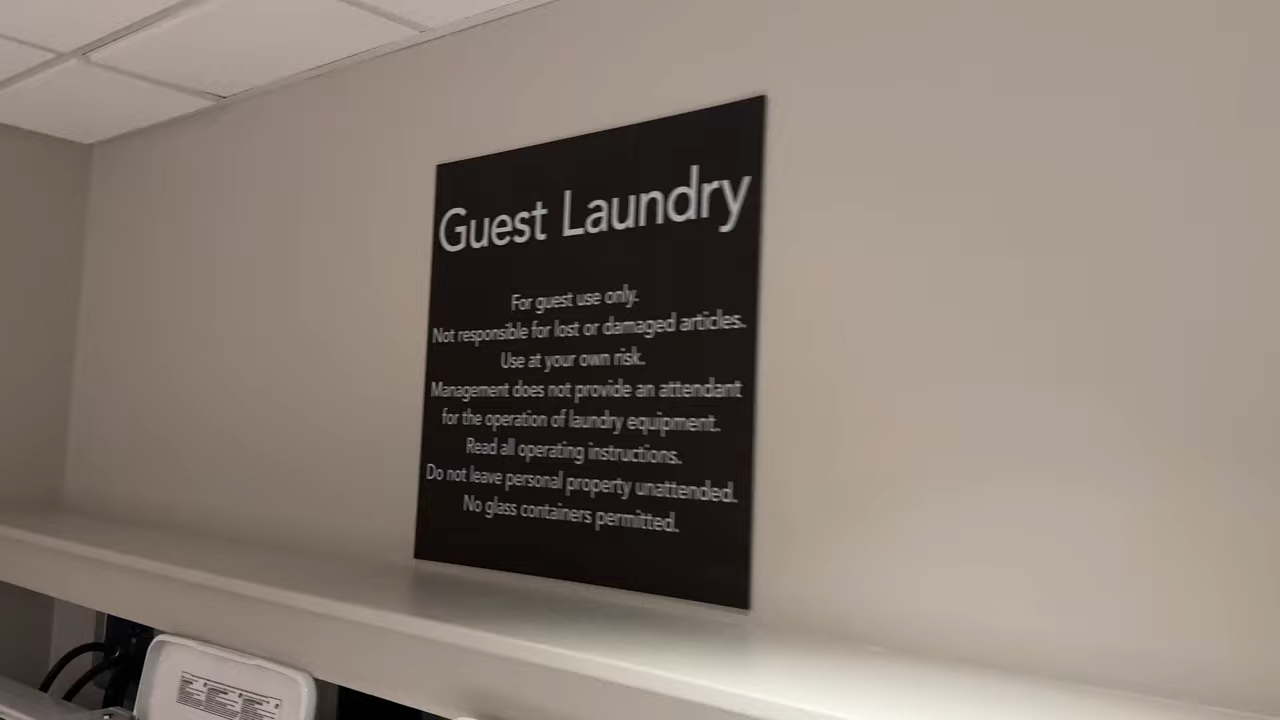 Guest Laundry
For guest use only.
Not responsible for lost or damaged articles.
Use at your own risk.
Management does not provide an attendant
for the operation of laundry equipment.
Read all operating instructions.
Do not leave personal property unattended.
No glass containers permitted.